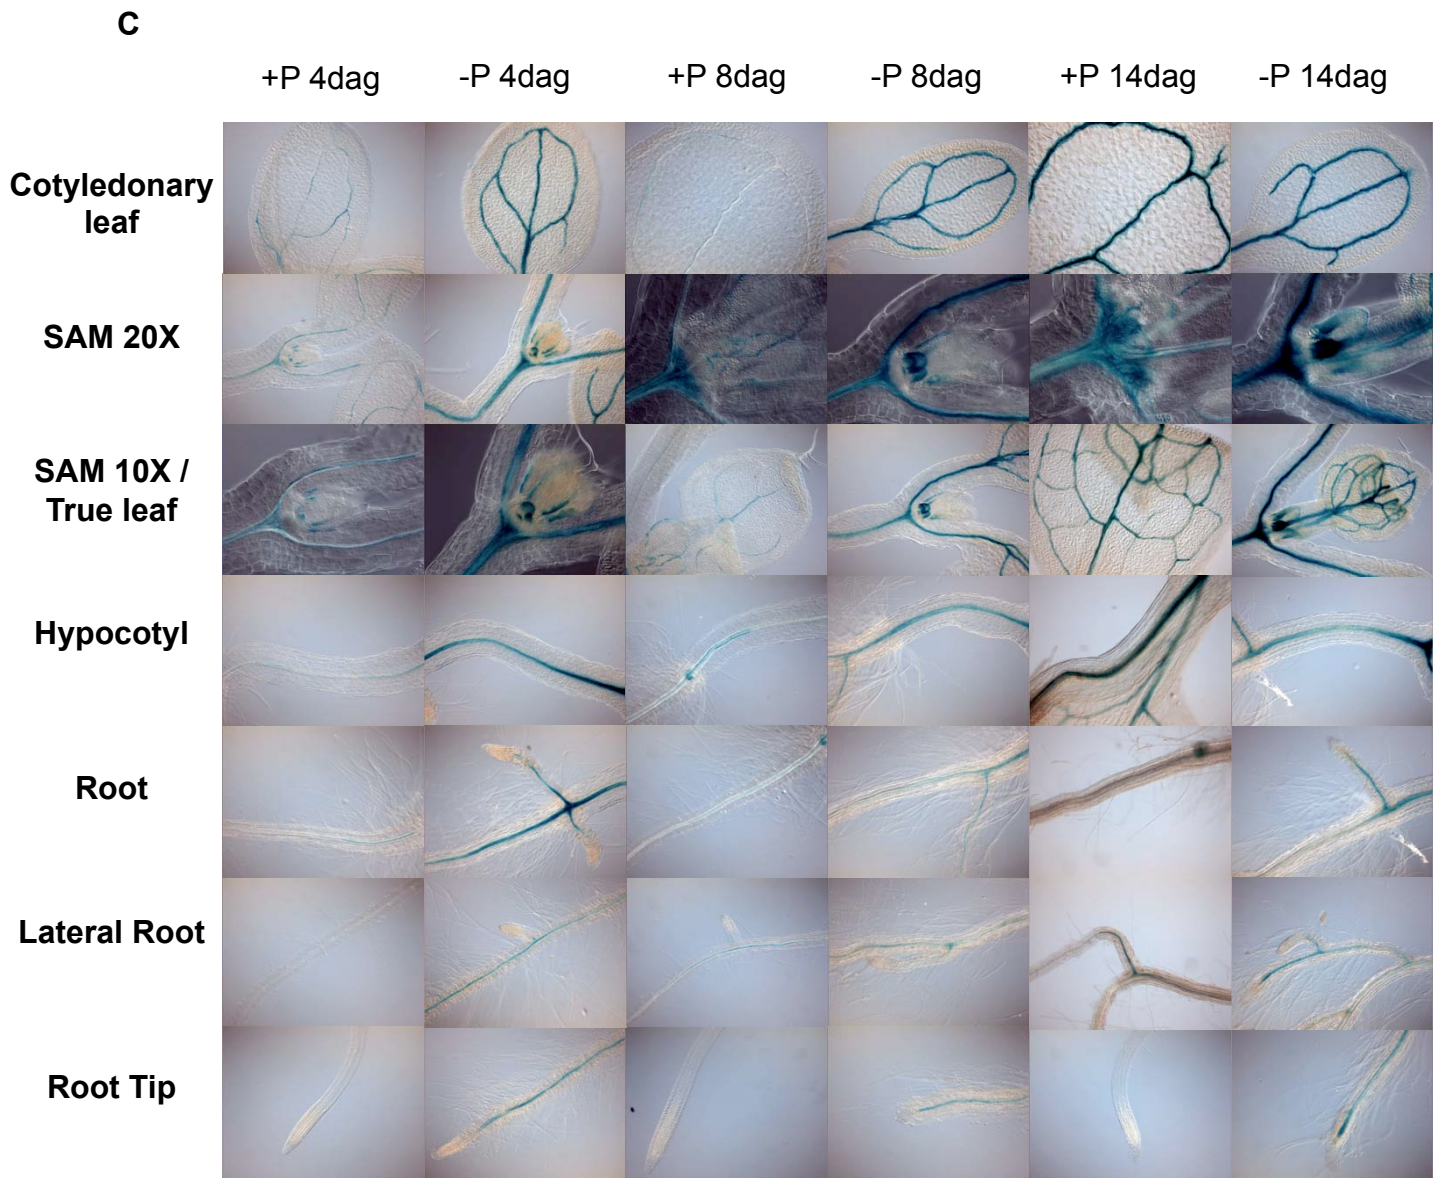 C
+P 4dag
-P 4dag
+P 8dag
-P 8dag
+P 14dag
-P 14dag
Cotyledonary
leaf
SAM 20X
SAM 10X /
True leaf
Hypocotyl
Root
Lateral Root
Root Tip